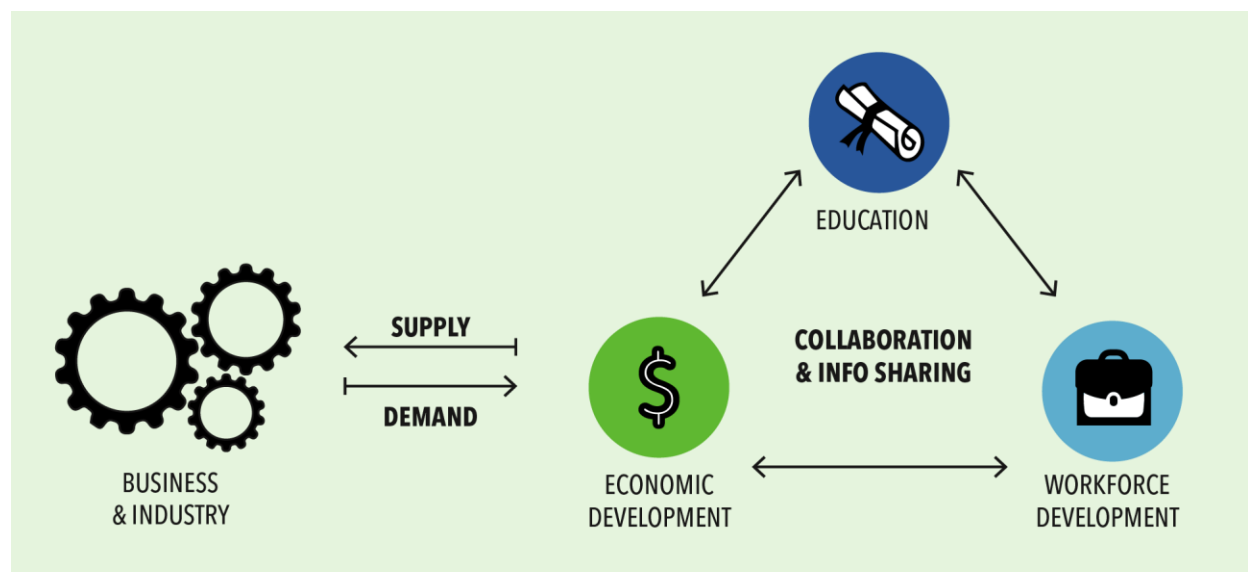 EDUCATION
SUPPLY
DEMAND
COLLABORATION
& INFO SHARING
BUSINESS
& INDUSTRY
ECONOMIC
DEVELOPMENT
WORKFORCE
DEVELOPMENT